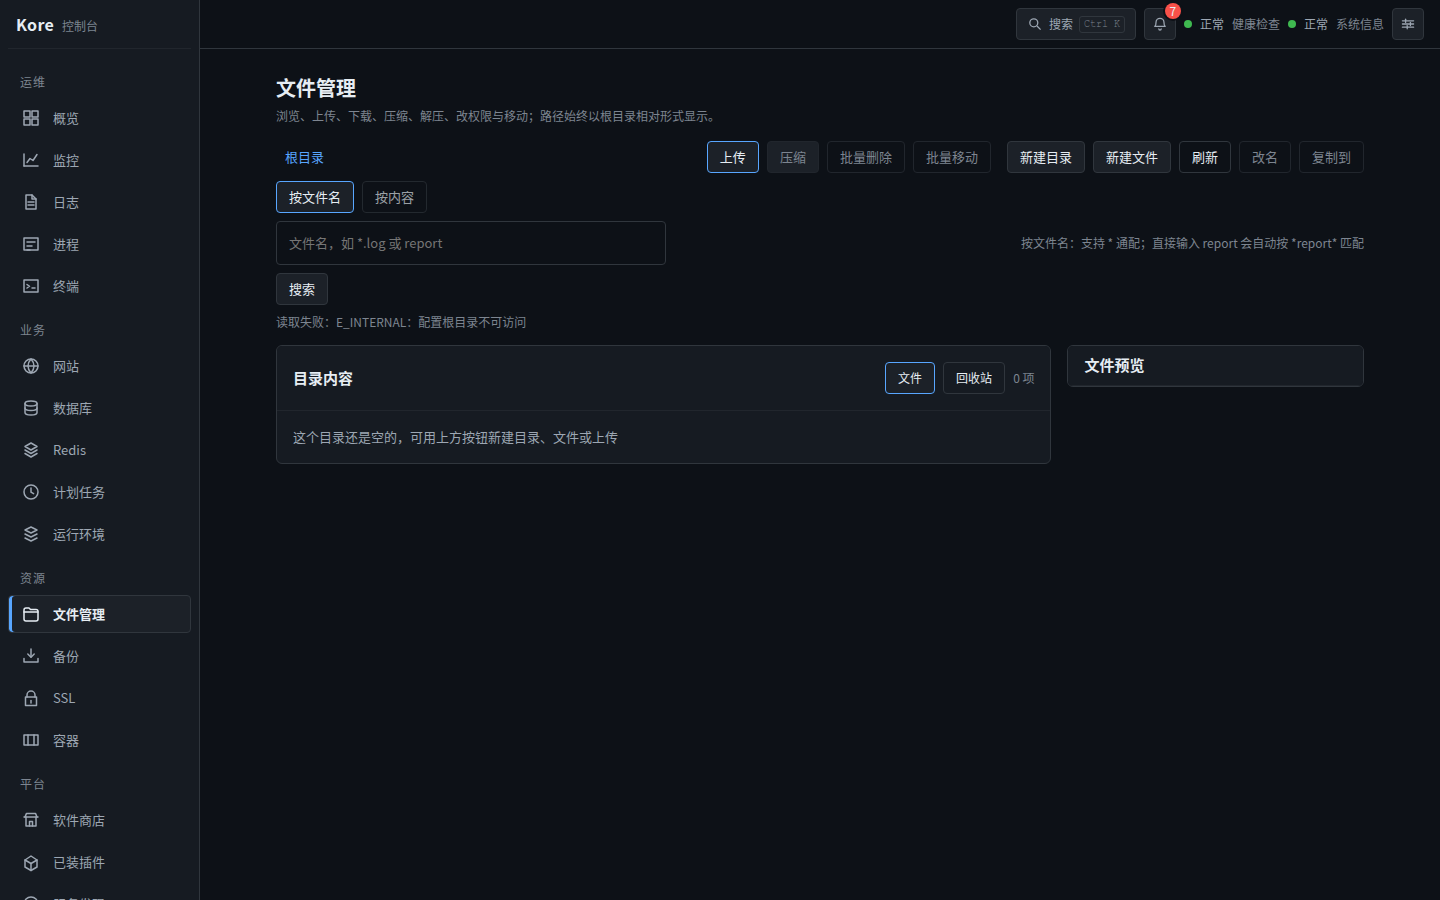 Kore 控制台
搜索 Ctrl K
7
正常 健康检查
正常 系统信息
运维
概览
监控
日志
进程
终端
业务
网站
数据库
Redis
计划任务
运行环境
资源
文件管理
备份
SSL
容器
平台
软件商店
已装插件
文件管理
浏览、上传、下载、压缩、解压、改权限与移动；路径始终以根目录相对形式显示。
根目录
上传 压缩 批量删除 批量移动 新建目录 新建文件 刷新 改名 复制到
按文件名 按内容
文件名，如 *.log 或 report
按文件名：支持 * 通配；直接输入 report 会自动按 *report* 匹配
搜索
读取失败：E_INTERNAL：配置根目录不可访问
目录内容
文件 回收站 0 项
这个目录还是空的，可用上方按钮新建目录、文件或上传
文件预览